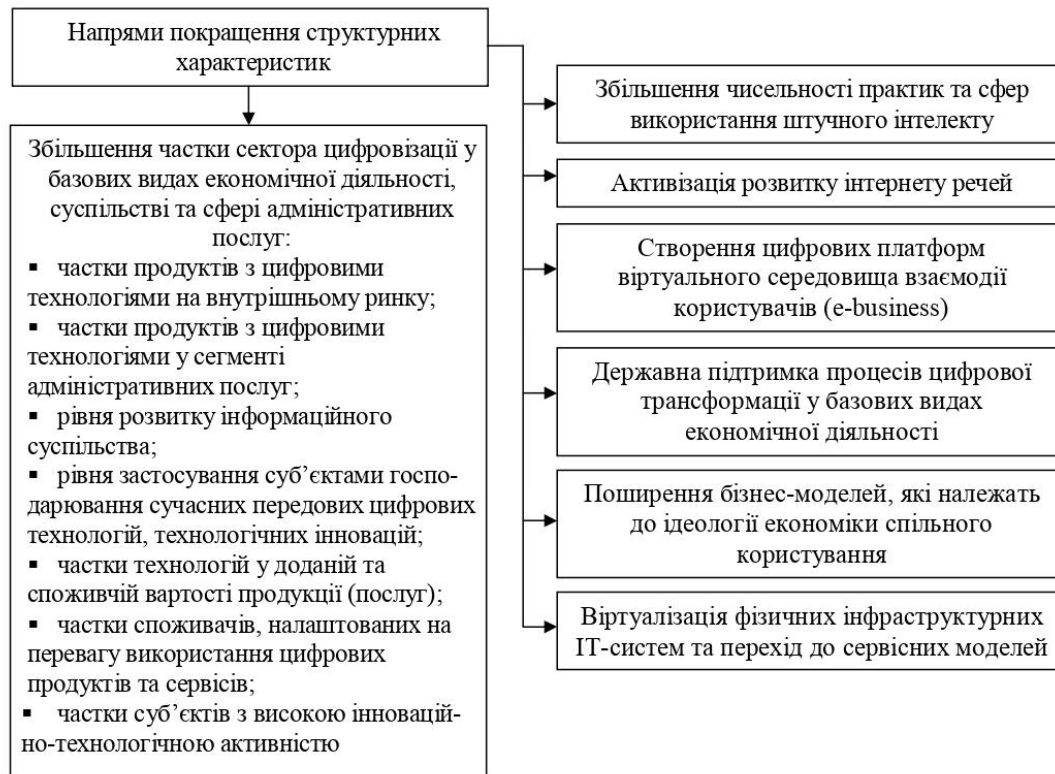 Напрями покращення структурних
характеристик
Збільшення частки сектора цифровізації у
базових видах економічної діяльності,
суспільстві та сфері адміністративних
послуг:
▪ частки продуктів з цифровими
технологіями на внутрішньому ринку;
▪ частки продуктів з цифровими
технологіями у сегменті
адміністративних послуг;
▪ рівня розвитку інформаційного
суспільства;
▪ рівня застосування суб’єктами госпо-
дарювання сучасних передових цифрових
технологій, технологічних інновацій;
▪ частки технологій у доданій та
споживчій вартості продукції (послуг);
▪ частки споживачів, налаштованих на
перевагу використання цифрових
продуктів та сервісів;
▪ частки суб’єктів з високою інновацій-
но-технологічною активністю
Збільшення чисельності практик та сфер
використання штучного інтелекту
Активізація розвитку інтернету речей
Створення цифрових платформ
віртуального середовища взаємодії
користувачів (e-business)
Державна підтримка процесів цифрової
трансформації у базових видах
економічної діяльності
Поширення бізнес-моделей, які належать
до ідеології економіки спільного
користування
Віртуалізація фізичних інфраструктурних
ІТ-систем та перехід до сервісних моделей